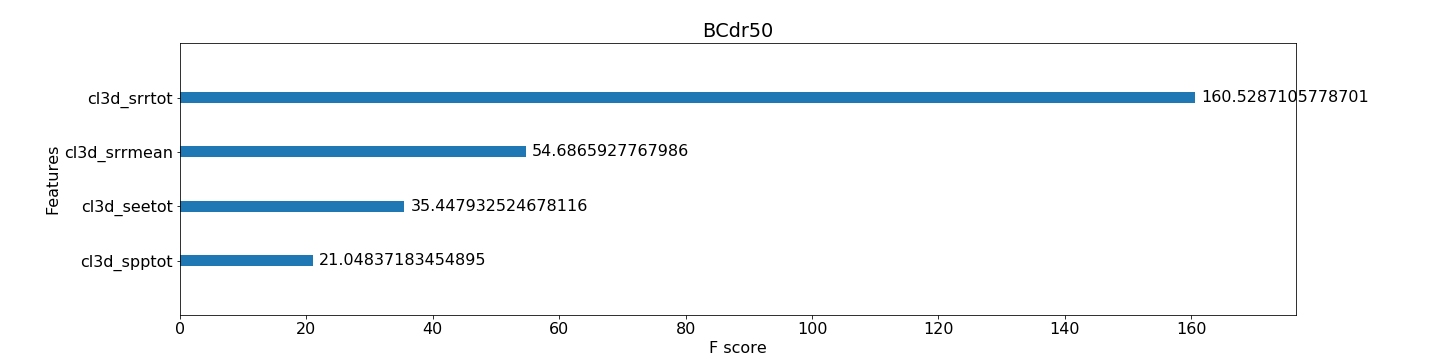 BCdr50
Features
cl3d_srrtot
160.5287105778701
cl3d_srrmean
54.6865927767986
cl3d_seetot
35.447932524678116
cl3d_spptot
21.04837183454895
0 20 40 60 80 100 120 140 160
F score